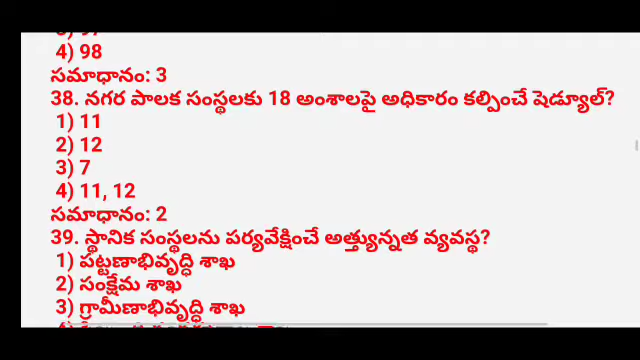 4) 98
సమాధానం: 3
38. నగర పాలక సంస్థలకు 18 అంశాలపై అధికారం కల్పించే షెడ్యూల్?
1) 11
2) 12
3) 7
4) 11, 12
సమాధానం: 2
39. స్థానిక సంస్థలను పర్యవేక్షించే అత్త్యున్నత వ్యవస్థ?
1) పట్టణాభివృద్ధి శాఖ
2) సంక్షేమ శాఖ
3) గ్రామీణాభివృద్ధి శాఖ